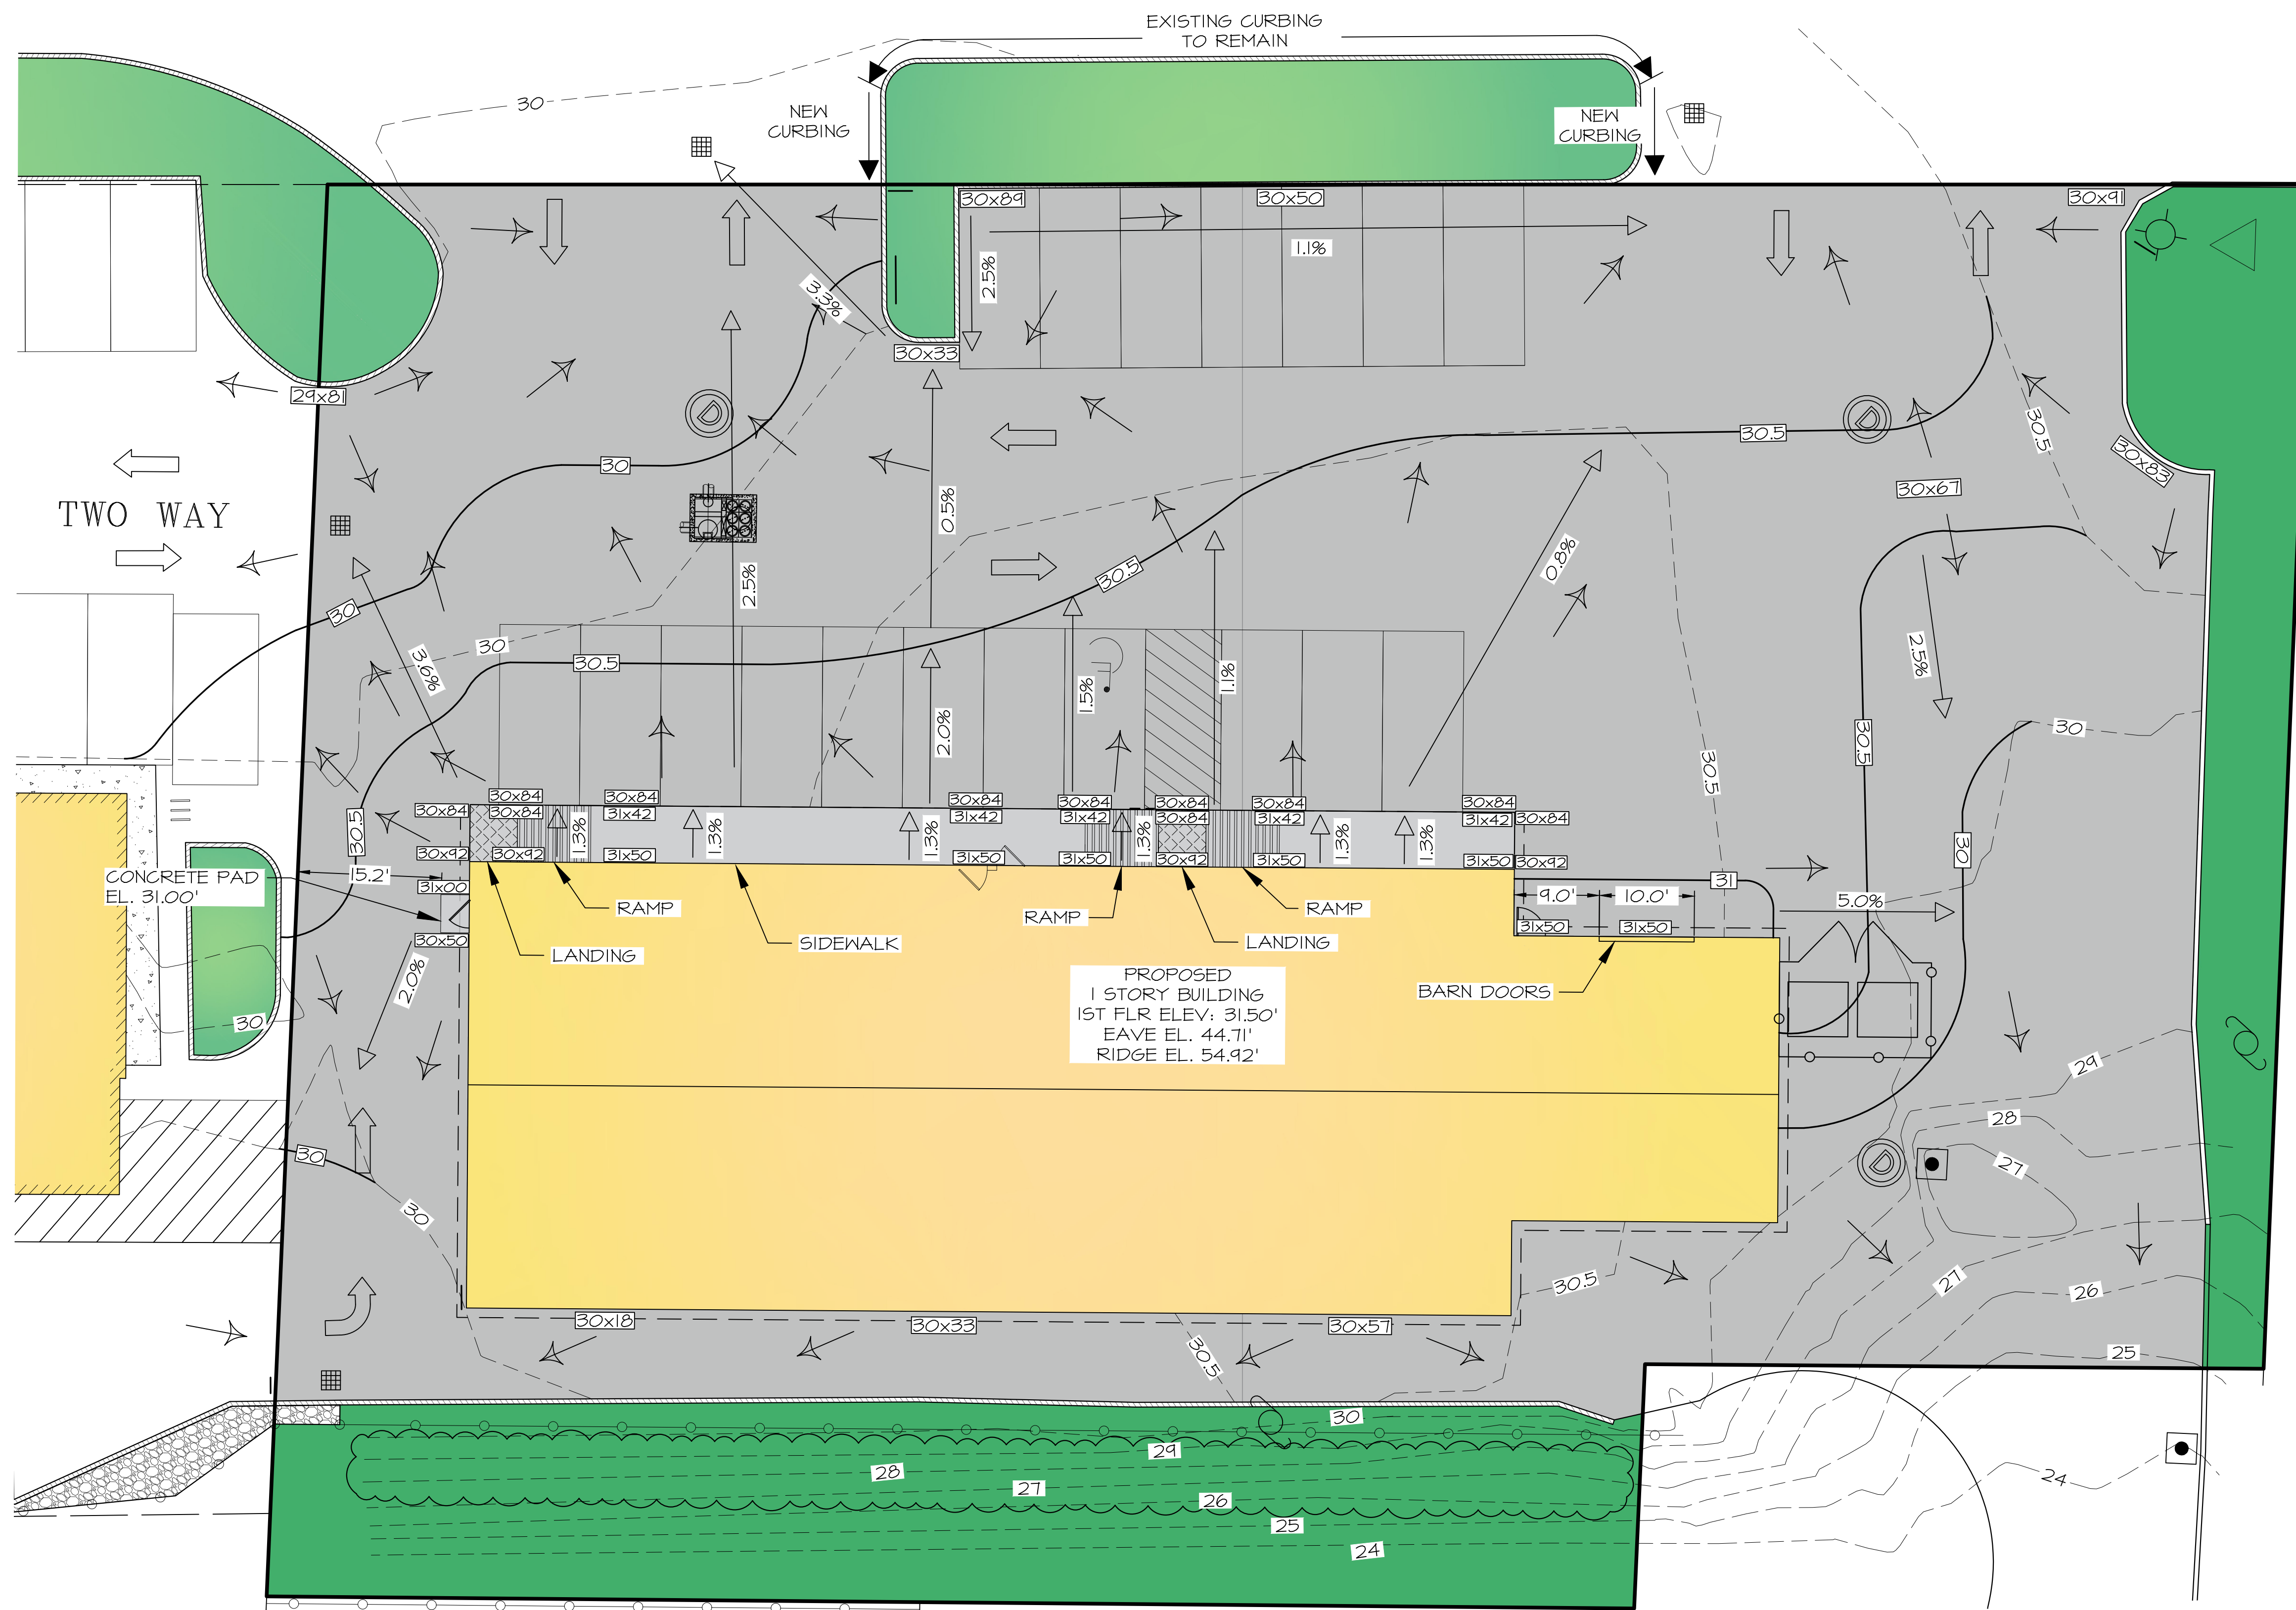 EXISTING CURBING
TO REMAIN
30
NEW
CURBING
NEW
CURBING
30x89
30x50
30x91
1.1%
2.5%
3.3%
30x33
29x81
30.5
30.5
30x83
30
30x67
TWO WAY
0.5%
0.8%
30.5
2.5%
30
30
3.6%
30.5
2.0%
1.5%
1.1%
2.5%
30.5
30.5
30
30x84
30x84
30x84
30x84
30x84
30x84
30x84
30x84
30x84
31x42
31x42
31x42
30x84
31x42
31x42
30x84
30.5
1.3%
1.3%
1.3%
1.3%
1.3%
1.3%
30
30x92
30x92
31x50
31x50
31x50
30x92
31x50
31x50
30x92
CONCRETE PAD
EL. 31.00'
15.2'
31x00
31
9.0'
10.0'
5.0%
RAMP
RAMP
RAMP
30x50
SIDEWALK
LANDING
LANDING
31x50
31x50
2.0%
PROPOSED
1 STORY BUILDING
1ST FLR ELEV: 31.50'
EAVE EL. 44.71'
RIDGE EL. 54.92'
BARN DOORS
30
29
28
27
30
30
30.5
27
26
30x18
30x33
30x57
30.5
25
30
29
28
27
26
25
24
24